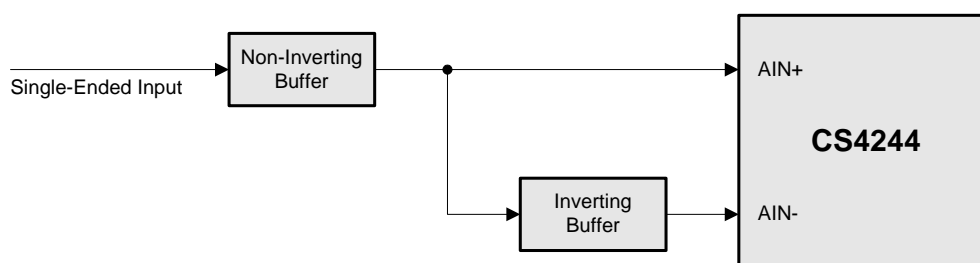 Non-Inverting
Buffer
Single-Ended Input
AIN+
CS4244
Inverting
Buffer
AIN-